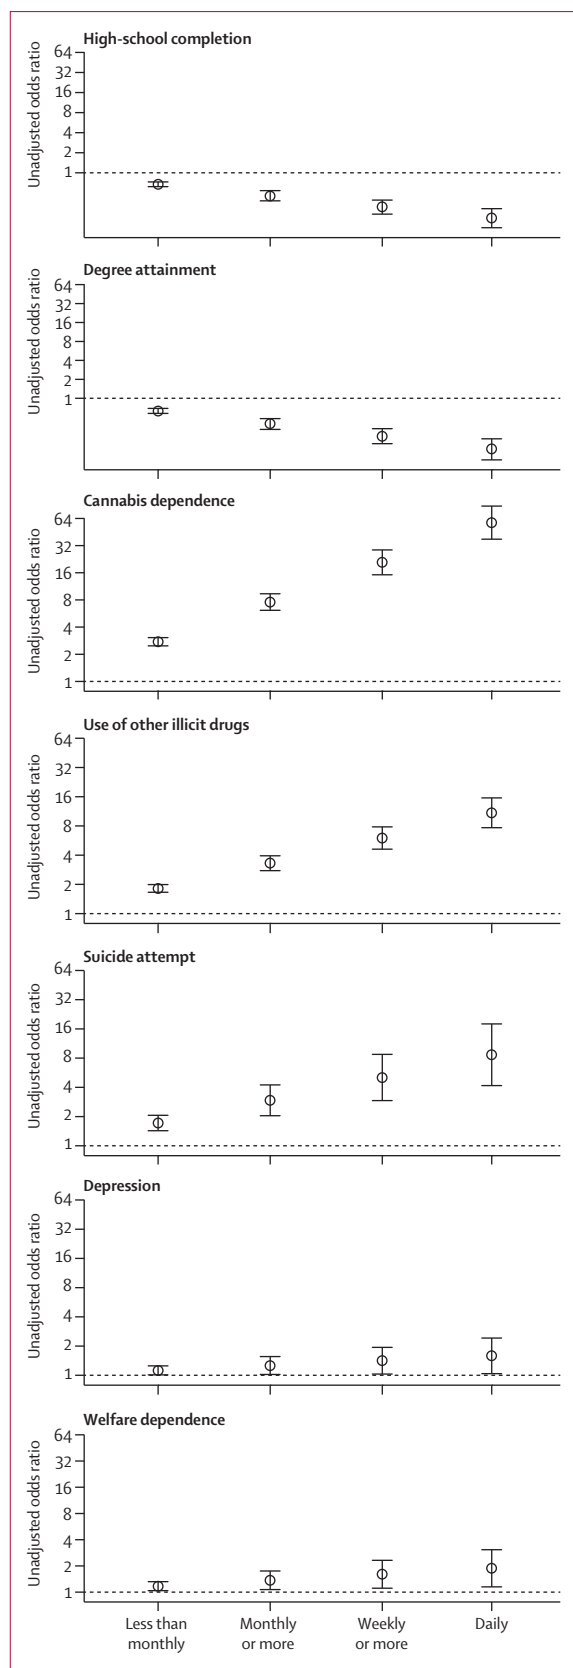 High-school completion
Unadjusted odds ratio
64
32
16
8
4
2
1
Degree attainment
Unadjusted odds ratio
64
32
16
8
4
2
1
Cannabis dependence
Unadjusted odds ratio
64
32
16
8
4
2
1
Use of other illicit drugs
Unadjusted odds ratio
64
32
16
8
4
2
1
Suicide attempt
Unadjusted odds ratio
64
32
16
8
4
2
1
Depression
Unadjusted odds ratio
64
32
16
8
4
2
1
Welfare dependence
Unadjusted odds ratio
64
32
16
8
4
2
1
Less than
monthly
Monthly
or more
Weekly
or more
Daily